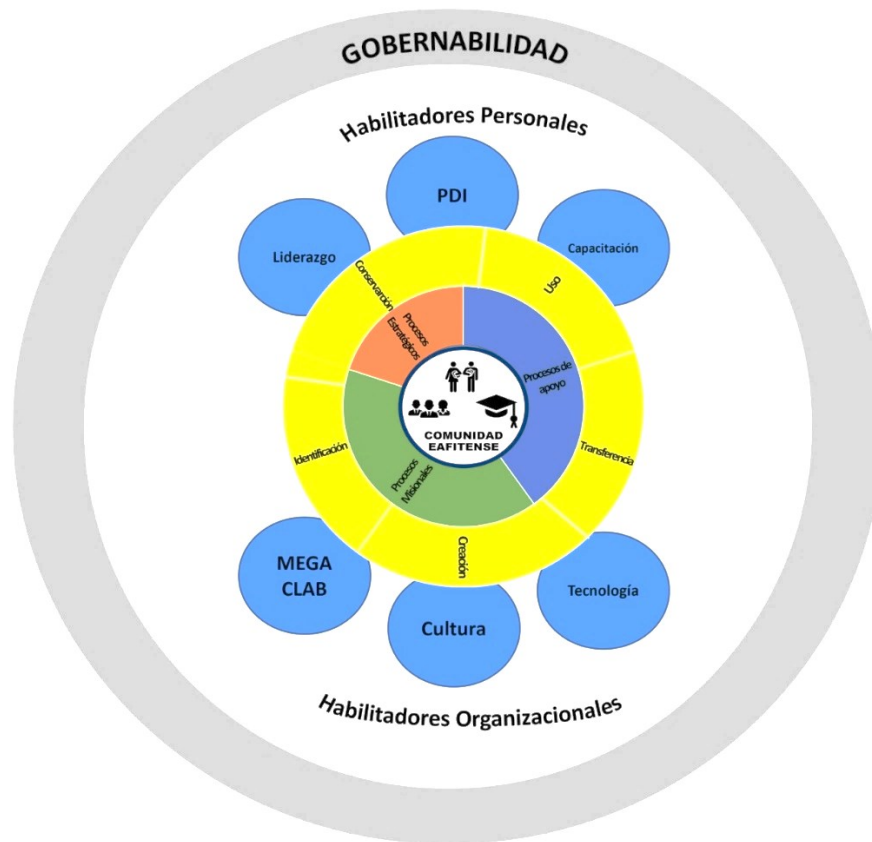 GOBERNABILIDAD
Habilitadores Personales
PDI
Liderazgo
Capacitación
Conservación
Uso
Procesos
Estratégicos
Procesos de
apoyo
COMUNIDAD
EAFITENSE
Identificación
Transferencia
Procesos
Misionales
Creación
MEGA
CLAB
Cultura
Tecnología
Habilitadores Organizacionales